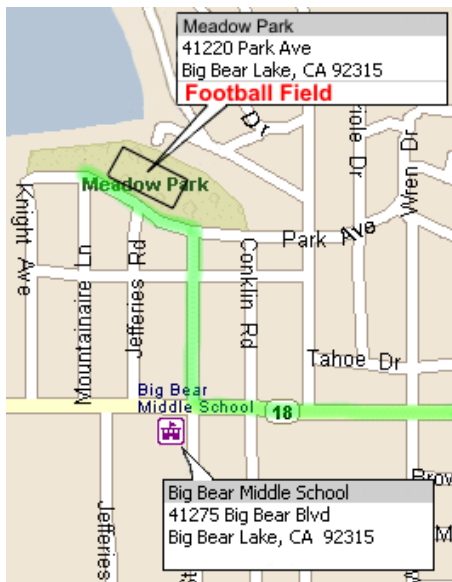 Meadow Park
41220 Park Ave
Big Bear Lake, CA 92315
Football Field
Dr
Dr
Wren Dr
Meadow Park
Knight Ave
Mountainaire Ln
Jefferies Rd
Conklin Rd
Park Ave
Tahoe Dr
Big Bear
Middle School
18
Big Bear Middle School
41275 Big Bear Blvd
Big Bear Lake, CA 92315
Jefferies